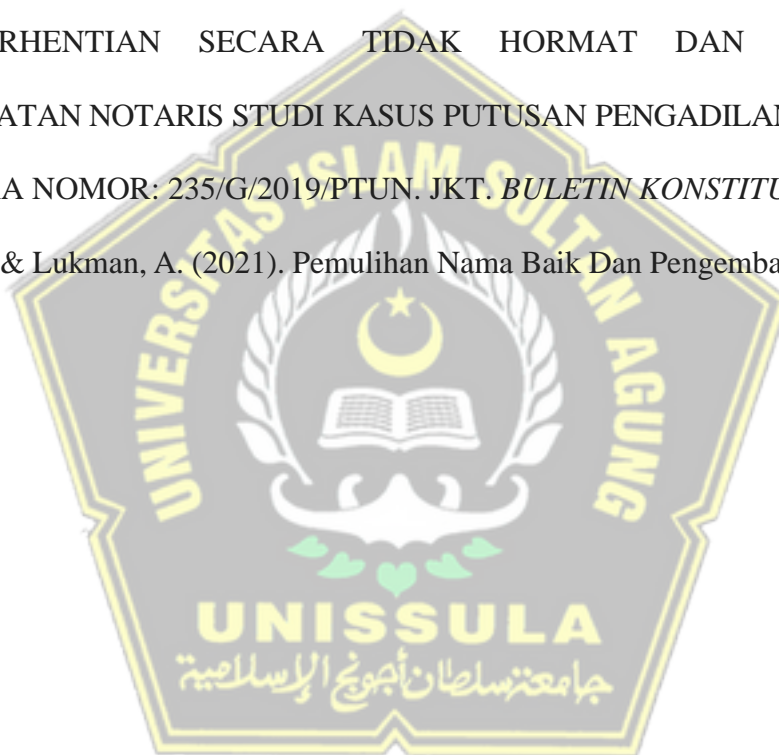 RHENTIAN SECARA TIDAK HORMAT DAN
ATAN NOTARIS STUDI KASUS PUTUSAN PENGADILAN
A NOMOR: 235/G/2019/PTUN. JKT. BULETIN KONSTITU
& Lukman, A. (2021). Pemulihan Nama Baik Dan Pengemba
UNIVERSITAS ISLAM SULTAN AGUNG
UNISSULA
جامعة سلطان أجونج الإسلامية